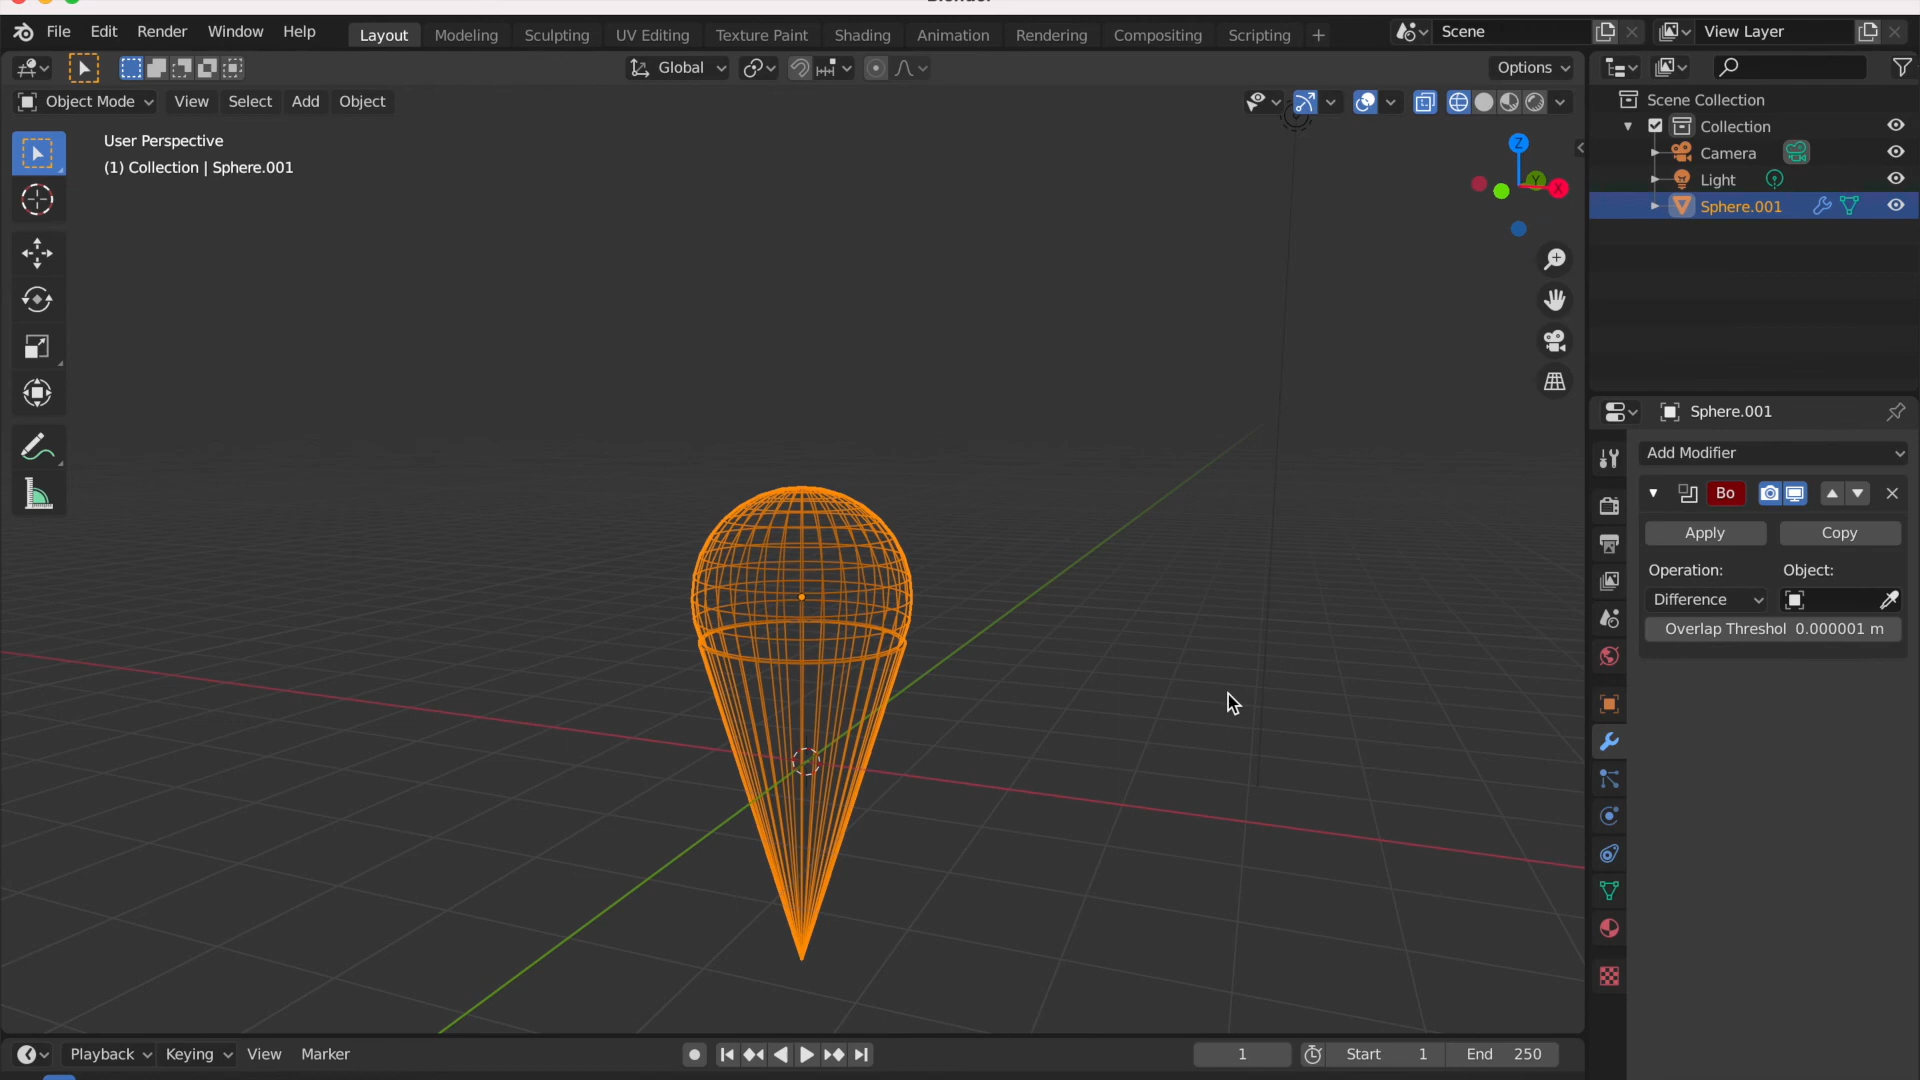 File Edit Render Window Help Layout Modeling Sculpting UV Editing Texture Paint Shading Animation Rendering Compositing Scripting + Scene View Layer
Global Options
Object Mode View Select Add Object
User Perspective
(1) Collection | Sphere.001
Z
Y
X
Scene Collection
Collection
Camera
Light
Sphere.001
Sphere.001
Add Modifier
Bo
Apply Copy
Operation: Object:
Difference
Overlap Threshol 0.000001 m
Playback Keying View Marker 1 Start 1 End 250